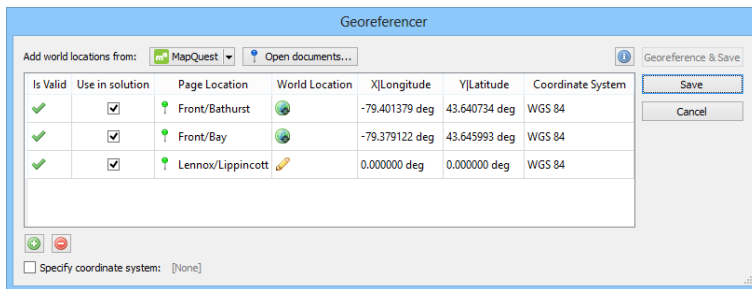 Georeferencer
Add world locations from: MapQuest Open documents... Georeference & Save
Is Valid Use in solution Page Location World Location X|Longitude Y|Latitude Coordinate System Save
Front/Bathurst -79.401379 deg 43.640734 deg WGS 84 Cancel
Front/Bay -79.379122 deg 43.645993 deg WGS 84
Lennox/Lippincott 0.000000 deg 0.000000 deg WGS 84
Specify coordinate system: [None]